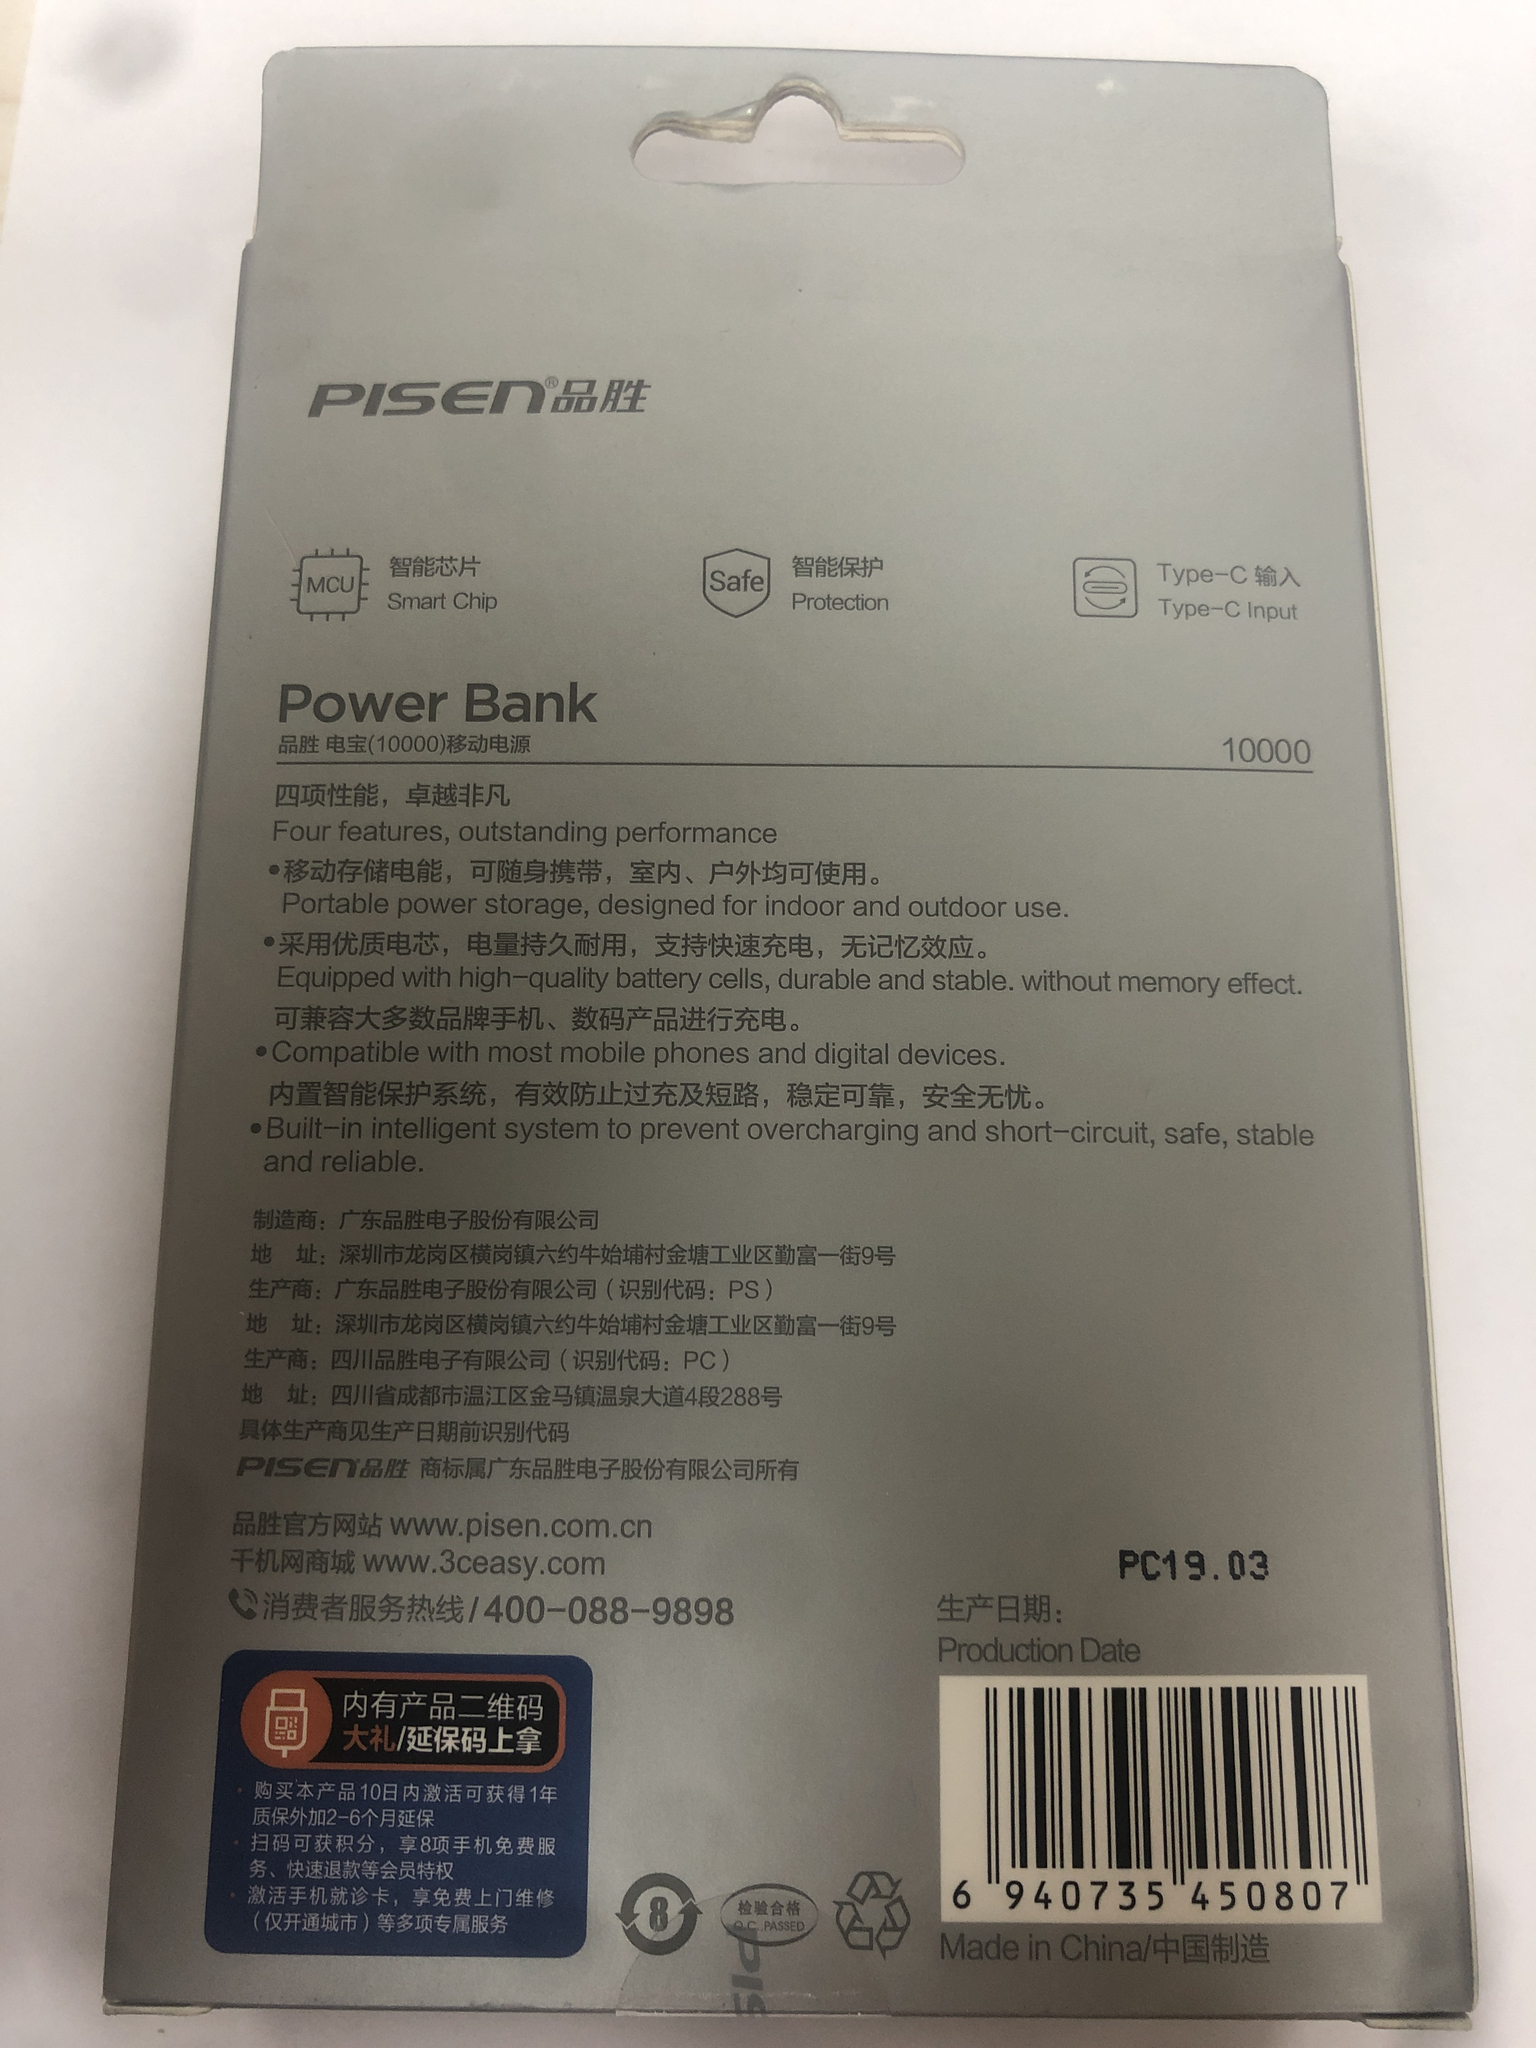 PISEN®品胜
MCU
智能芯片
Smart Chip
Safe
智能保护
Protection
Type-C 输入
Type-C Input
Power Bank
品胜 电宝(10000)移动电源
10000
四项性能，卓越非凡
Four features, outstanding performance
•移动存储电能，可随身携带，室内、户外均可使用。
Portable power storage, designed for indoor and outdoor use.
•采用优质电芯，电量持久耐用，支持快速充电，无记忆效应。
Equipped with high-quality battery cells, durable and stable. without memory effect.
可兼容大多数品牌手机、数码产品进行充电。
•Compatible with most mobile phones and digital devices.
内置智能保护系统，有效防止过充及短路，稳定可靠，安全无忧。
•Built-in intelligent system to prevent overcharging and short-circuit, safe, stable
and reliable.
制造商：广东品胜电子股份有限公司
地 址：深圳市龙岗区横岗镇六约牛始埔村金塘工业区勤富一街9号
生产商：广东品胜电子股份有限公司（识别代码：PS）
地 址：深圳市龙岗区横岗镇六约牛始埔村金塘工业区勤富一街9号
生产商：四川品胜电子有限公司（识别代码：PC）
地 址：四川省成都市温江区金马镇温泉大道4段288号
具体生产商见生产日期前识别代码
PISEN®品胜 商标属广东品胜电子股份有限公司所有
品胜官方网站 www.pisen.com.cn
千机网商城 www.3ceasy.com
消费者服务热线/400-088-9898
PC19.03
生产日期：
Production Date
内有产品二维码
大礼/延保码上拿
• 购买本产品10日内激活可获得1年
质保外加2-6个月延保
• 扫码可获积分，享8项手机免费服
务、快速退款等会员特权
• 激活手机就诊卡，享免费上门维修
（仅开通城市）等多项专属服务
8
检验合格
Q.C.PASSED
6 940735 450807
Made in China/中国制造
PIS